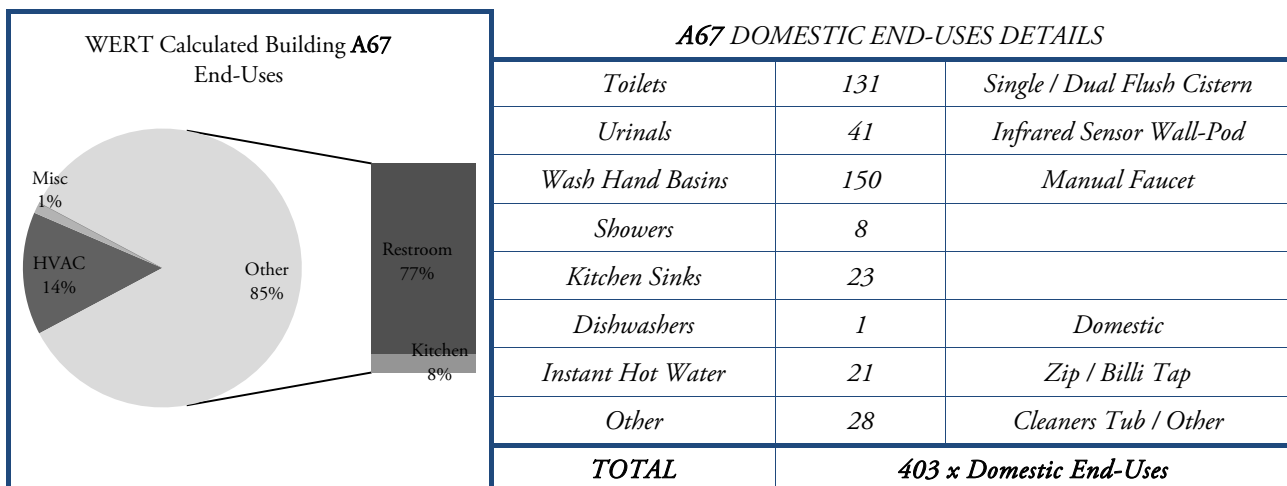 WERT Calculated Building A67
End-Uses
Misc
1%
HVAC
14%
Other
85%
Restroom
77%
Kitchen
8%
A67 DOMESTIC END-USES DETAILS
Toilets 131 Single / Dual Flush Cistern
Urinals 41 Infrared Sensor Wall-Pod
Wash Hand Basins 150 Manual Faucet
Showers 8
Kitchen Sinks 23
Dishwashers 1 Domestic
Instant Hot Water 21 Zip / Billi Tap
Other 28 Cleaners Tub / Other
TOTAL 403 x Domestic End-Uses